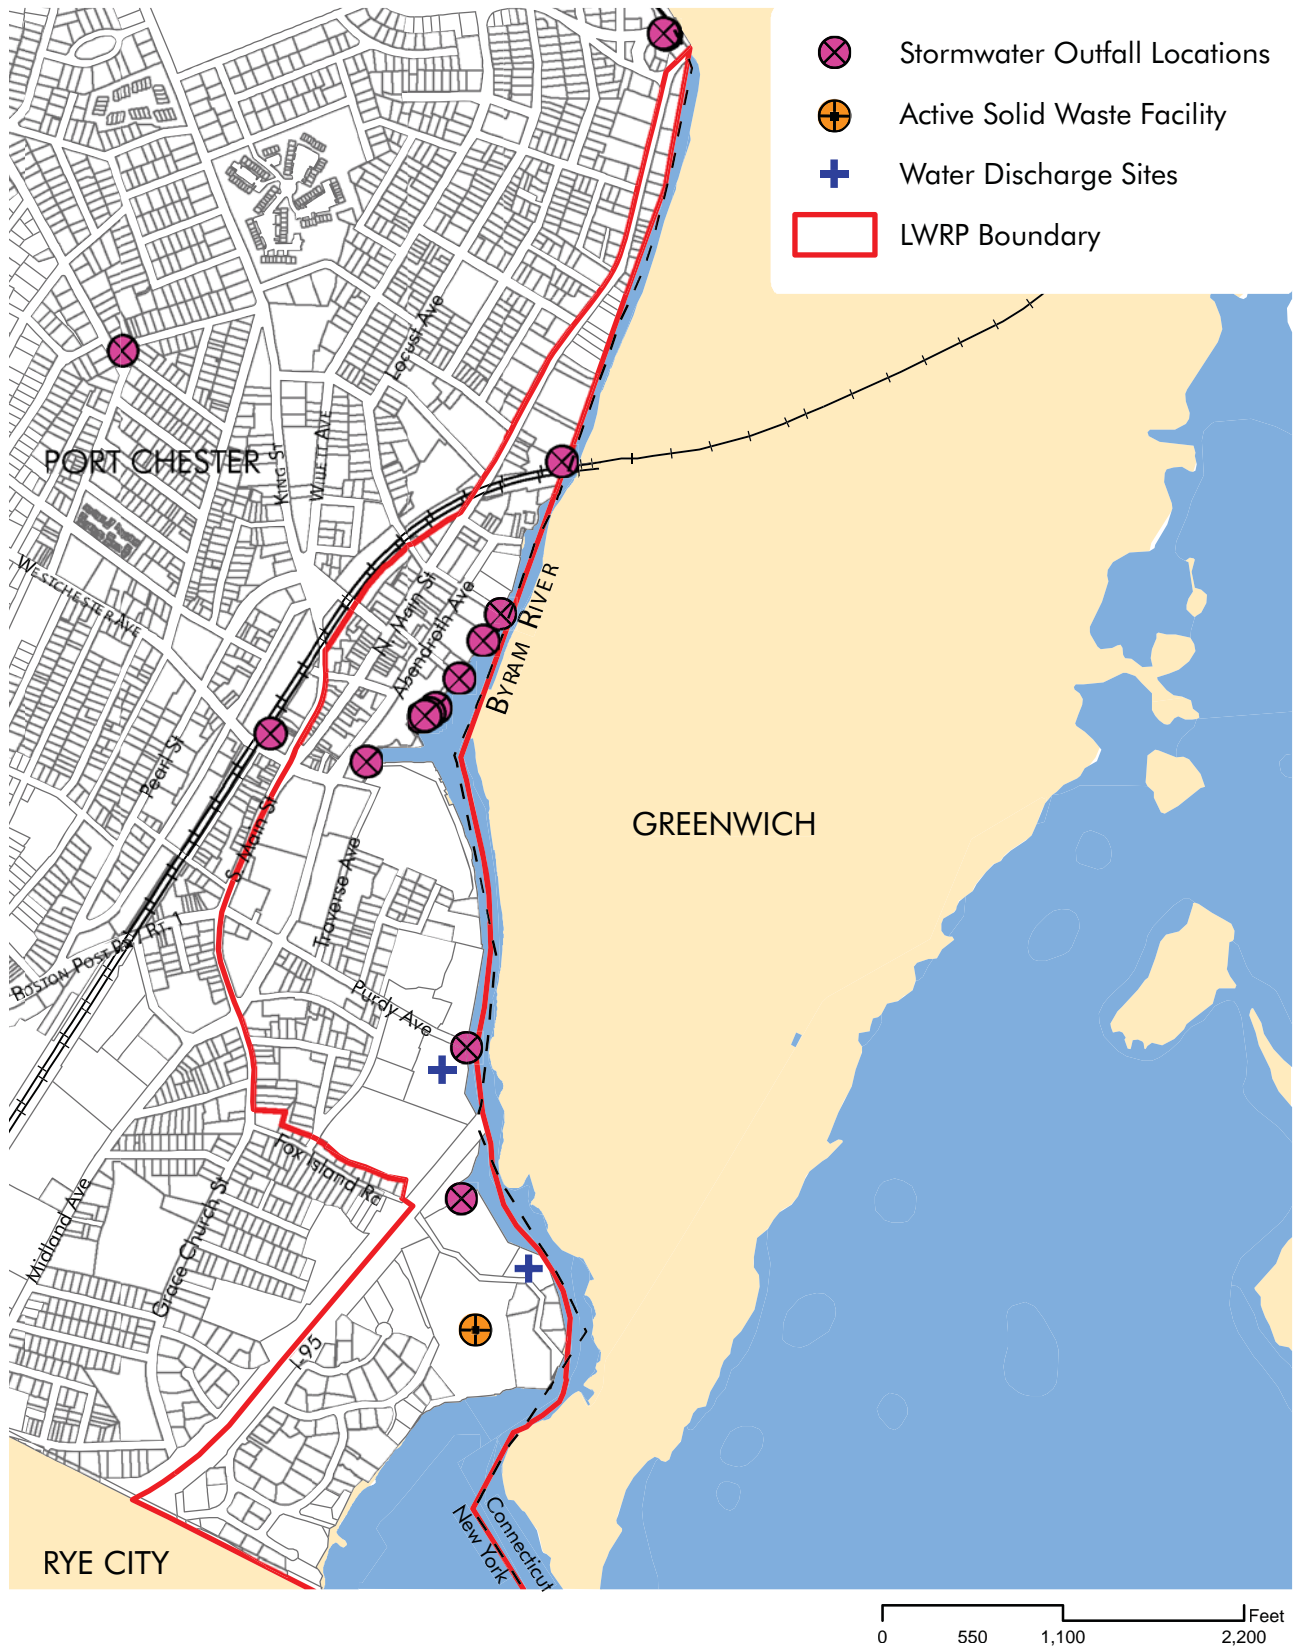 Stormwater Outfall Locations
Active Solid Waste Facility
Water Discharge Sites
LWRP Boundary
Locust Ave
PORT CHESTER
KING ST
WILLETT AVE
WESTCHESTER AVE
N. Main St
Abendroth Ave
BYRAM RIVER
Pearl St
GREENWICH
S. Main St
Traverse Ave
BOSTON POST RD / RT. 1
Purdy Ave
Fox Island Rd
Midland Ave
Grace Church St
I-95
Connecticut
New York
RYE CITY
Feet
0 550 1,100 2,200